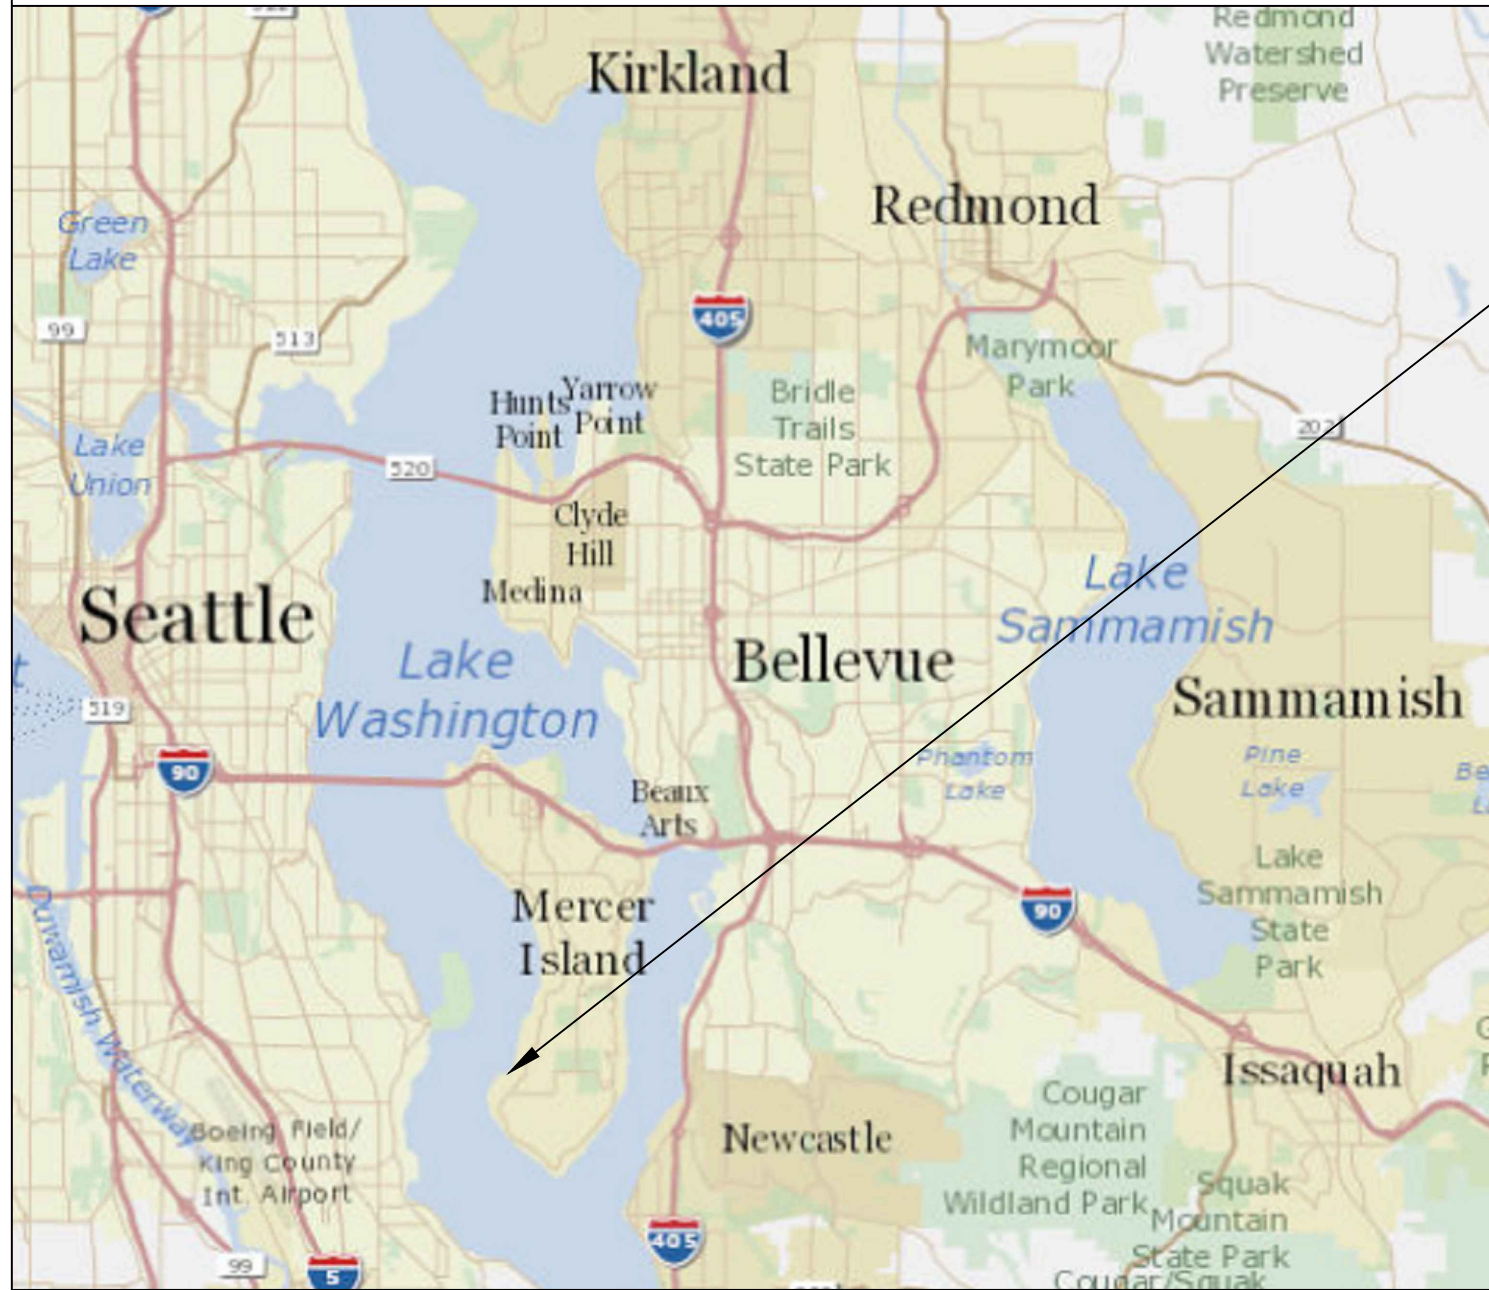 Redmond
Watershed
Preserve
Kirkland
Redmond
Green
Lake
99
513
405
Marymoor
Park
Hunts
Point
Yarrow
Point
Bridle
Trails
State Park
202
Lake
Union
520
Clyde
Hill
Medina
Seattle
Lake
Sammamish
Lake
Washington
Bellevue
Sammamish
519
90
Phantom
Lake
Pine
Lake
Beaux
Arts
Lake
Sammamish
State
Park
Mercer
Island
90
Duwamish Waterway
Issaquah
Cougar
Mountain
Regional
Wildland Park
Newcastle
Boeing Field/
King County
Int. Airport
Squak
Mountain
State Park
405
99
5
Cougar/Squak